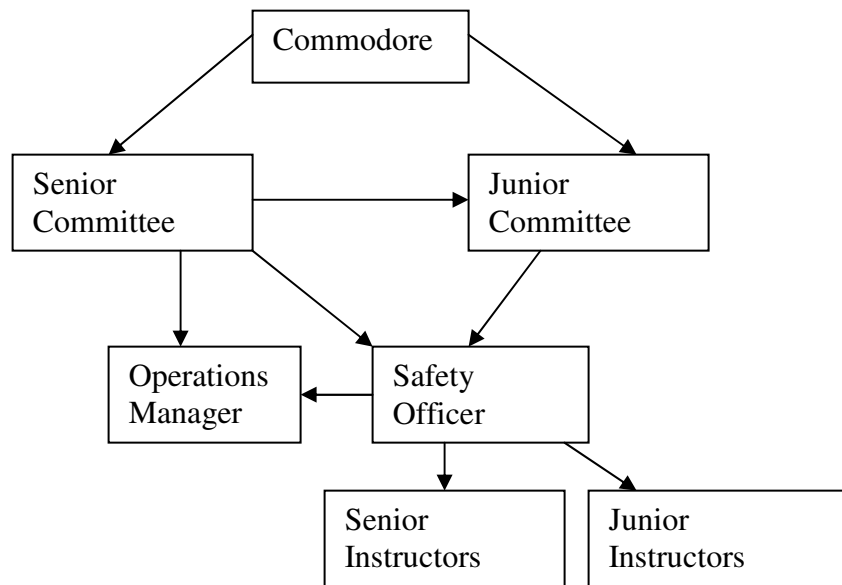 Commodore
Senior
Committee
Junior
Committee
Operations
Manager
Safety
Officer
Senior
Instructors
Junior
Instructors